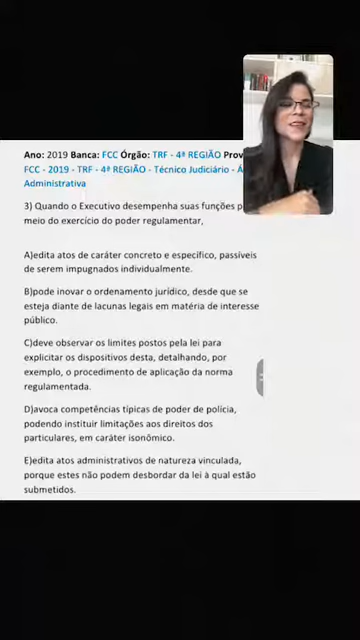 Ano: 2019 Banca: FCC Órgão: TRF - 4ª REGIÃO
FCC - 2019 - TRF - 4ª REGIÃO - Técnico Judiciário -
Administrativa
3) Quando o Executivo desempenha suas funções
meio do exercício do poder regulamentar,
A)edita atos de caráter concreto e específico, passíveis
de serem impugnados individualmente.
B)pode inovar o ordenamento jurídico, desde que se
esteja diante de lacunas legais em matéria de interesse
público.
C)deve observar os limites postos pela lei para
explicitar os dispositivos desta, detalhando, por
exemplo, o procedimento de aplicação da norma
regulamentada.
D)avoca competências típicas de poder de polícia,
podendo instituir limitações aos direitos dos
particulares, em caráter isonômico.
E)edita atos administrativos de natureza vinculada,
porque estes não podem desbordar da lei à qual estão
submetidos.